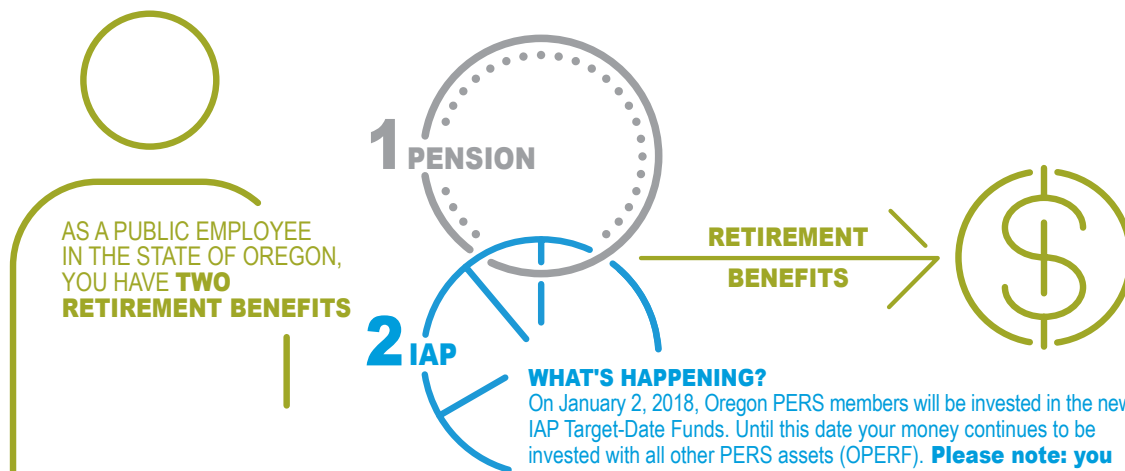 AS A PUBLIC EMPLOYEE
IN THE STATE OF OREGON,
YOU HAVE TWO
RETIREMENT BENEFITS
1 PENSION
2 IAP
RETIREMENT
BENEFITS
$
WHAT'S HAPPENING?
On January 2, 2018, Oregon PERS members will be invested in the new
IAP Target-Date Funds. Until this date your money continues to be
invested with all other PERS assets (OPERF). Please note: you